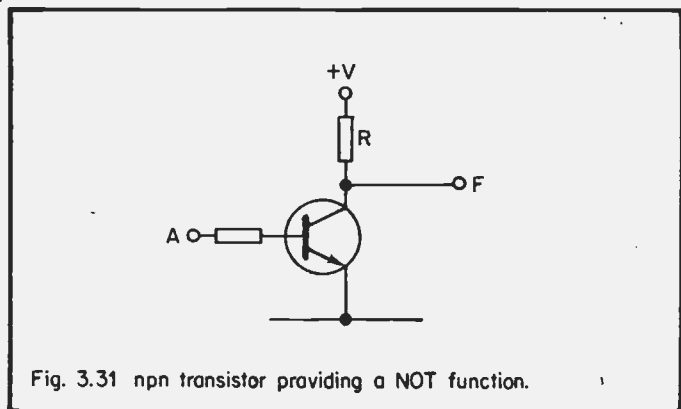 +V
R
F
A
Fig. 3.31 npn transistor providing a NOT function.